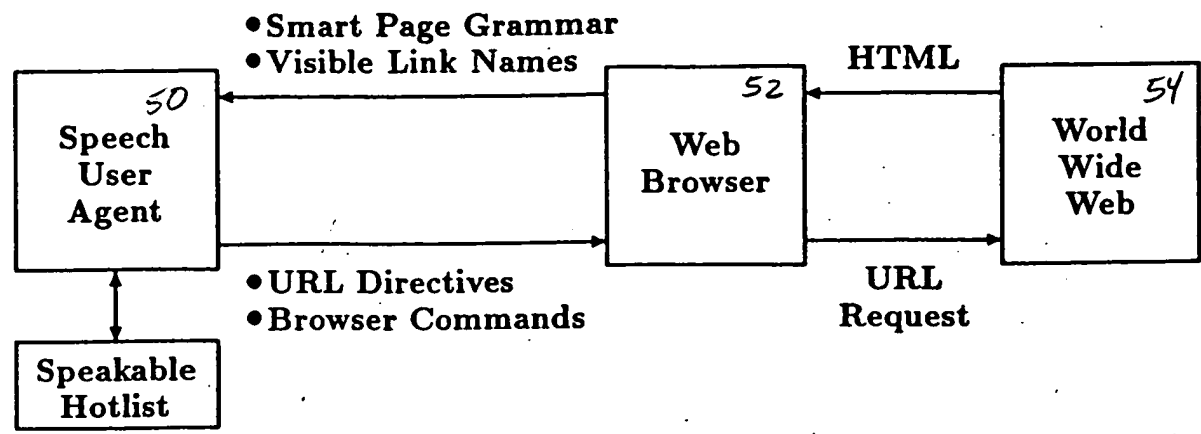 •Smart Page Grammar
•Visible Link Names
HTML
50
Speech
User
Agent
52
Web
Browser
54
World
Wide
Web
•URL Directives
•Browser Commands
URL
Request
Speakable
Hotlist